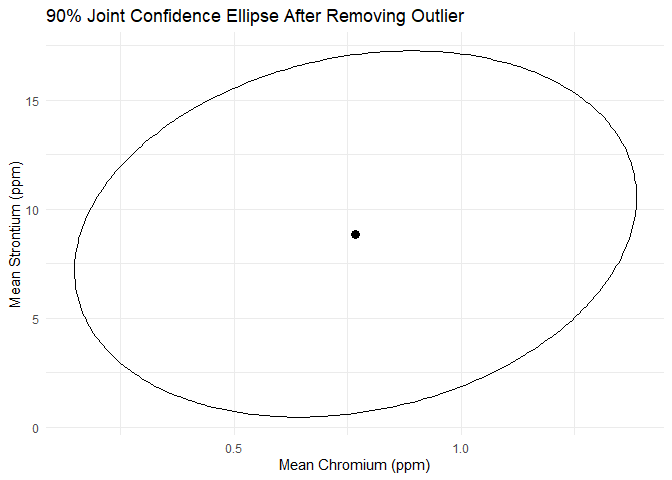 90% Joint Confidence Ellipse After Removing Outlier
Mean Strontium (ppm)
15
10
5
0
0.5 1.0
Mean Chromium (ppm)